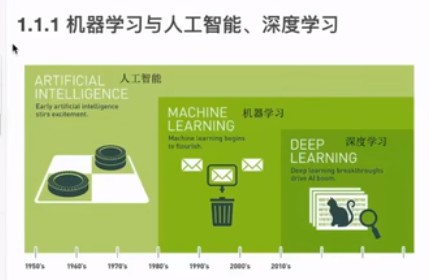 1.1.1 机器学习与人工智能、深度学习
ARTIFICIAL
INTELLIGENCE
人工智能
Early artificial intelligence
stirs excitement.
MACHINE
LEARNING
机器学习
Machine learning begins
to flourish.
DEEP
LEARNING
深度学习
Deep learning breakthroughs
drive AI boom.
1950's 1960's 1970's 1980's 1990's 2000's 2010's